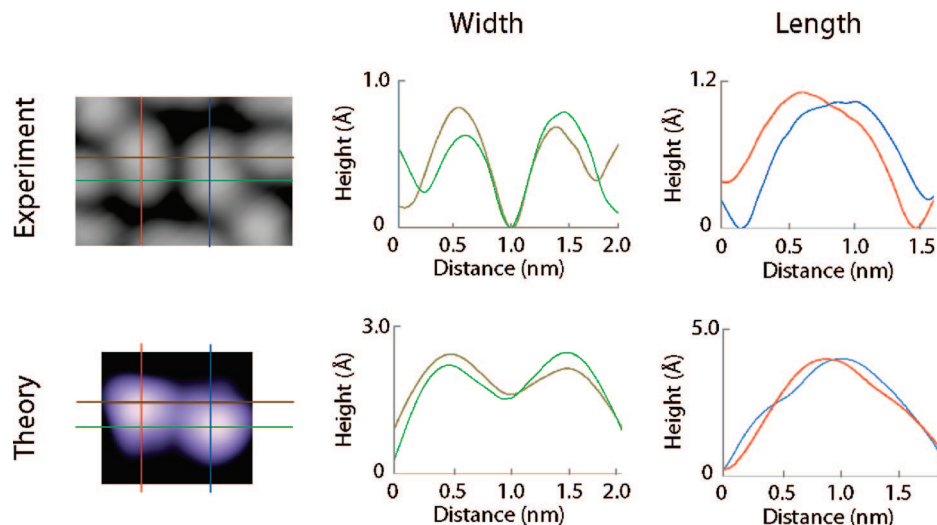 Width
Length
Experiment
1.0
Height (Å)
0
0 0.5 1.0 1.5 2.0
Distance (nm)
1.2
Height (Å)
0
0 0.5 1.0 1.5
Distance (nm)
Theory
3.0
Height (Å)
0
0 0.5 1.0 1.5 2.0
Distance (nm)
5.0
Height (Å)
0
0 0.5 1.0 1.5
Distance (nm)